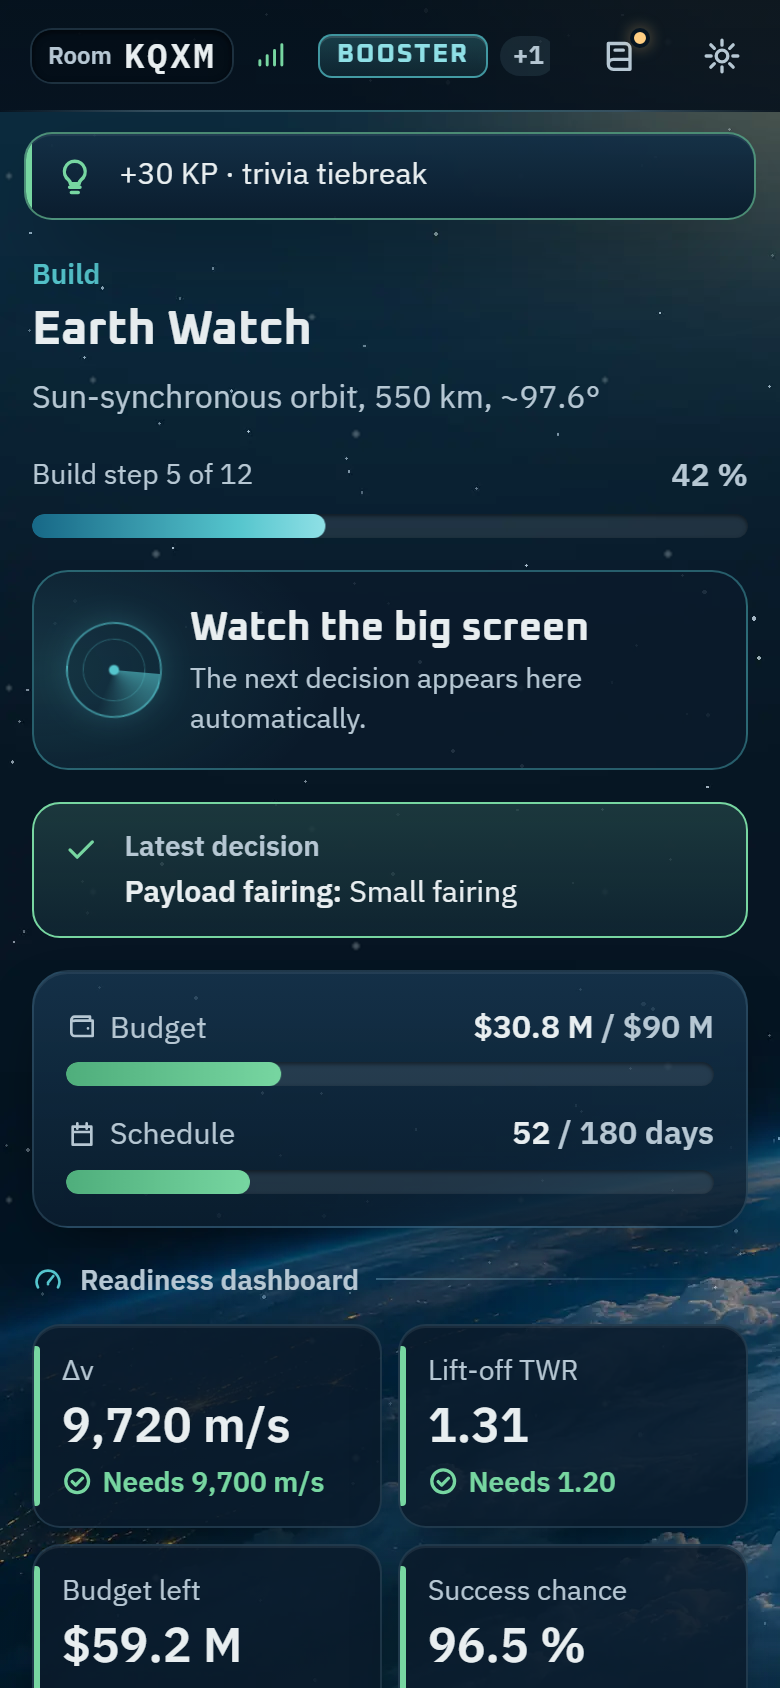 Room KQXM BOOSTER +1
+30 KP · trivia tiebreak
Build
Earth Watch
Sun-synchronous orbit, 550 km, ~97.6°
Build step 5 of 12 42 %
Watch the big screen
The next decision appears here
automatically.
Latest decision
Payload fairing: Small fairing
Budget $30.8 M / $90 M
Schedule 52 / 180 days
Readiness dashboard
Δv
9,720 m/s
Needs 9,700 m/s
Lift-off TWR
1.31
Needs 1.20
Budget left
$59.2 M
Success chance
96.5 %